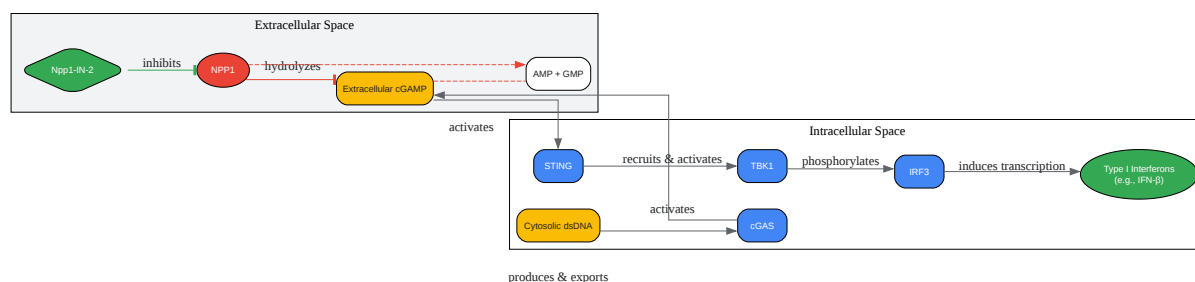 Extracellular Space
Npp1-IN-2
inhibits
NPP1
hydrolyzes
Extracellular cGAMP
AMP + GMP
activates
Intracellular Space
STING
recruits & activates
TBK1
phosphorylates
IRF3
induces transcription
Type I Interferons
(e.g., IFN-β)
Cytosolic dsDNA
activates
cGAS
produces & exports